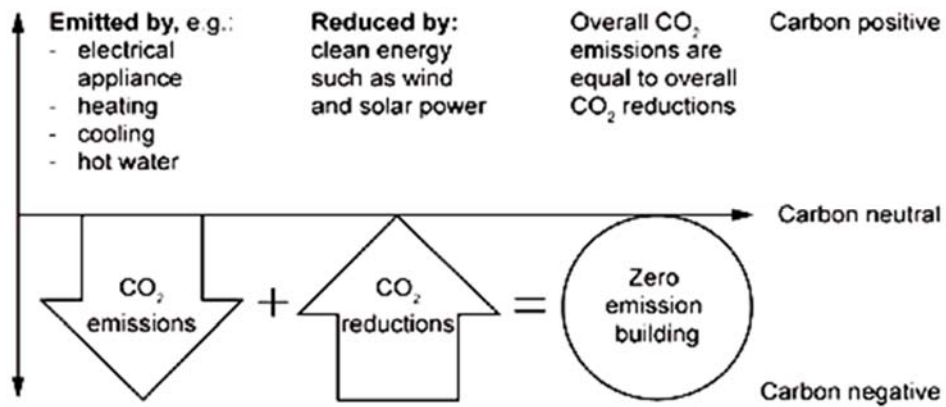 Emitted by, e.g.:
- electrical
appliance
- heating
- cooling
- hot water
Reduced by:
clean energy
such as wind
and solar power
Overall CO₂
emissions are
equal to overall
CO₂ reductions
Carbon positive
Carbon neutral
CO₂
emissions
+
CO₂
reductions
=
Zero
emission
building
Carbon negative